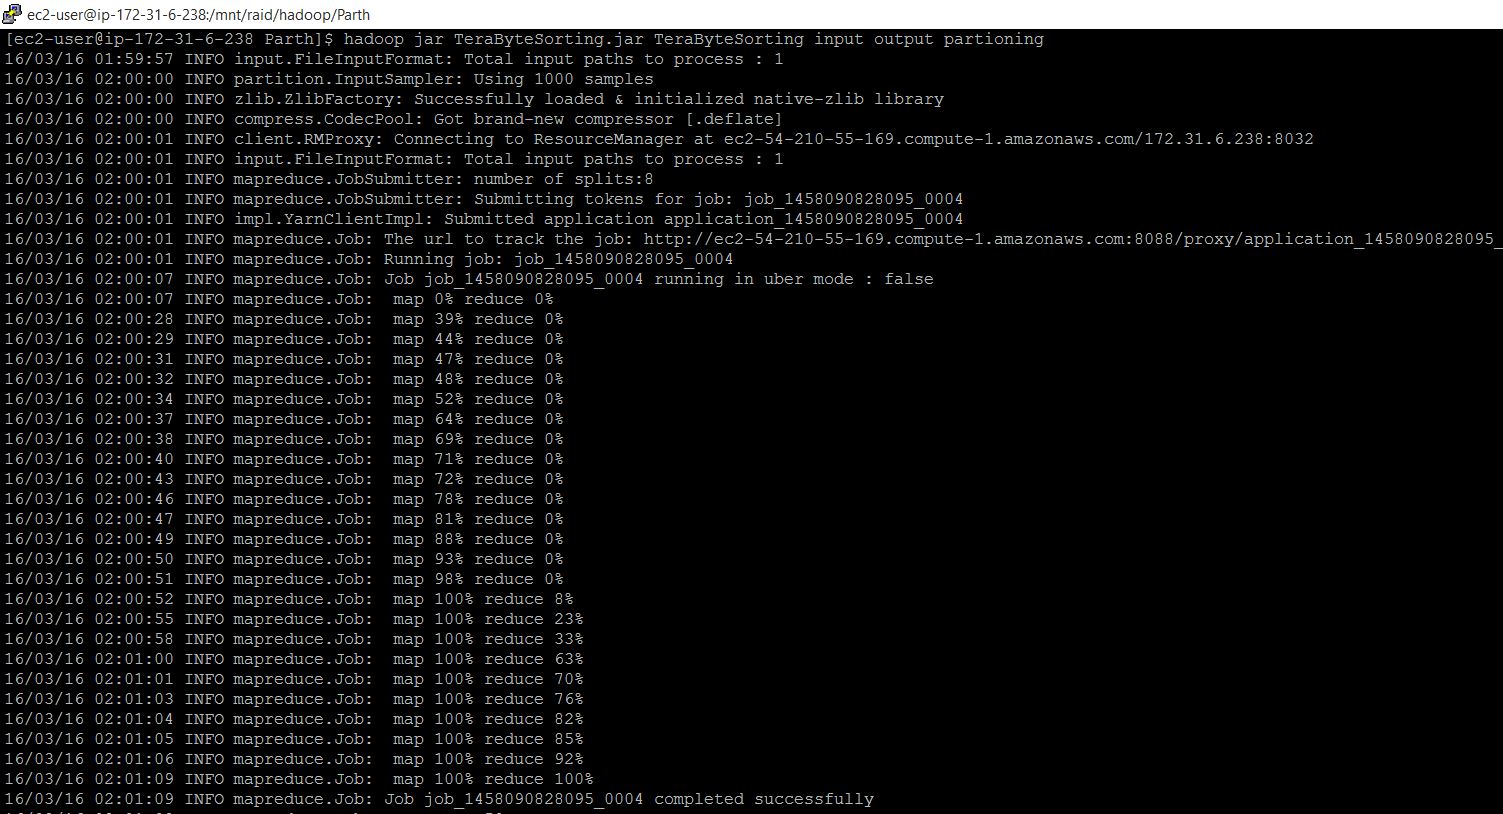 ec2-user@ip-172-31-6-238:/mnt/raid/hadoop/Parth
[ec2-user@ip-172-31-6-238 Parth]$ hadoop jar TeraByteSorting.jar TeraByteSorting input output partioning
16/03/16 01:59:57 INFO input.FileInputFormat: Total input paths to process : 1
16/03/16 02:00:00 INFO partition.InputSampler: Using 1000 samples
16/03/16 02:00:00 INFO zlib.ZlibFactory: Successfully loaded & initialized native-zlib library
16/03/16 02:00:00 INFO compress.CodecPool: Got brand-new compressor [.deflate]
16/03/16 02:00:01 INFO client.RMProxy: Connecting to ResourceManager at ec2-54-210-55-169.compute-1.amazonaws.com/172.31.6.238:8032
16/03/16 02:00:01 INFO input.FileInputFormat: Total input paths to process : 1
16/03/16 02:00:01 INFO mapreduce.JobSubmitter: number of splits:8
16/03/16 02:00:01 INFO mapreduce.JobSubmitter: Submitting tokens for job: job_1458090828095_0004
16/03/16 02:00:01 INFO impl.YarnClientImpl: Submitted application application_1458090828095_0004
16/03/16 02:00:01 INFO mapreduce.Job: The url to track the job: http://ec2-54-210-55-169.compute-1.amazonaws.com:8088/proxy/application_1458090828095_
16/03/16 02:00:01 INFO mapreduce.Job: Running job: job_1458090828095_0004
16/03/16 02:00:07 INFO mapreduce.Job: Job job_1458090828095_0004 running in uber mode : false
16/03/16 02:00:07 INFO mapreduce.Job:  map 0% reduce 0%
16/03/16 02:00:28 INFO mapreduce.Job:  map 39% reduce 0%
16/03/16 02:00:29 INFO mapreduce.Job:  map 44% reduce 0%
16/03/16 02:00:31 INFO mapreduce.Job:  map 47% reduce 0%
16/03/16 02:00:32 INFO mapreduce.Job:  map 48% reduce 0%
16/03/16 02:00:34 INFO mapreduce.Job:  map 52% reduce 0%
16/03/16 02:00:37 INFO mapreduce.Job:  map 64% reduce 0%
16/03/16 02:00:38 INFO mapreduce.Job:  map 69% reduce 0%
16/03/16 02:00:40 INFO mapreduce.Job:  map 71% reduce 0%
16/03/16 02:00:43 INFO mapreduce.Job:  map 72% reduce 0%
16/03/16 02:00:46 INFO mapreduce.Job:  map 78% reduce 0%
16/03/16 02:00:47 INFO mapreduce.Job:  map 81% reduce 0%
16/03/16 02:00:49 INFO mapreduce.Job:  map 88% reduce 0%
16/03/16 02:00:50 INFO mapreduce.Job:  map 93% reduce 0%
16/03/16 02:00:51 INFO mapreduce.Job:  map 98% reduce 0%
16/03/16 02:00:52 INFO mapreduce.Job:  map 100% reduce 8%
16/03/16 02:00:55 INFO mapreduce.Job:  map 100% reduce 23%
16/03/16 02:00:58 INFO mapreduce.Job:  map 100% reduce 33%
16/03/16 02:01:00 INFO mapreduce.Job:  map 100% reduce 63%
16/03/16 02:01:01 INFO mapreduce.Job:  map 100% reduce 70%
16/03/16 02:01:03 INFO mapreduce.Job:  map 100% reduce 76%
16/03/16 02:01:04 INFO mapreduce.Job:  map 100% reduce 82%
16/03/16 02:01:05 INFO mapreduce.Job:  map 100% reduce 85%
16/03/16 02:01:06 INFO mapreduce.Job:  map 100% reduce 92%
16/03/16 02:01:09 INFO mapreduce.Job:  map 100% reduce 100%
16/03/16 02:01:09 INFO mapreduce.Job: Job job_1458090828095_0004 completed successfully